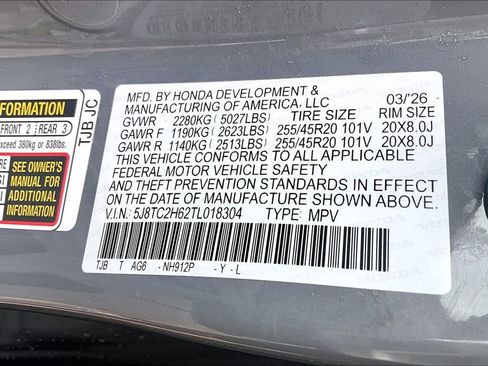 FORMATION
FRONT 2 : REAR 3
exceed 380kg or 838lbs.
SEE OWNER'S
MANUAL FOR
ADDITIONAL
INFORMATION
TJB JC
MFD. BY HONDA DEVELOPMENT &
MANUFACTURING OF AMERICA, LLC 03/'26
GVWR 2280KG (5027LBS) TIRE SIZE RIM SIZE
GAWR F 1190KG (2623LBS) 255/45R20 101V 20X8.0J
GAWR R 1140KG (2513LBS) 255/45R20 101V 20X8.0J
THIS VEHICLE CONFORMS TO ALL APPLICABLE
FEDERAL MOTOR VEHICLE SAFETY
AND THEFT PREVENTION STANDARDS IN EFFECT
ON THE DATE OF MANUFACTURE SHOWN ABOVE.
V.I.N.: 5J8TC2H62TL018304 TYPE: MPV
TJB T AG6 -NH912P -Y-L